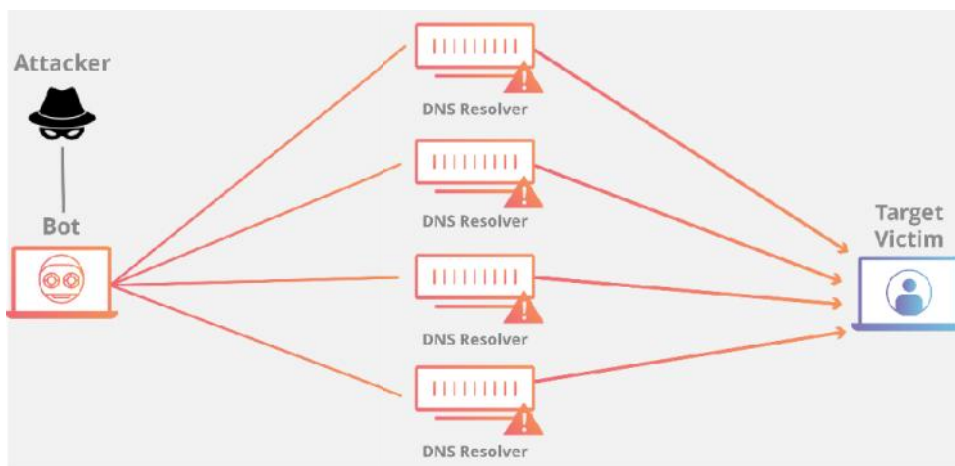 Attacker
Bot
DNS Resolver
DNS Resolver
DNS Resolver
DNS Resolver
Target
Victim